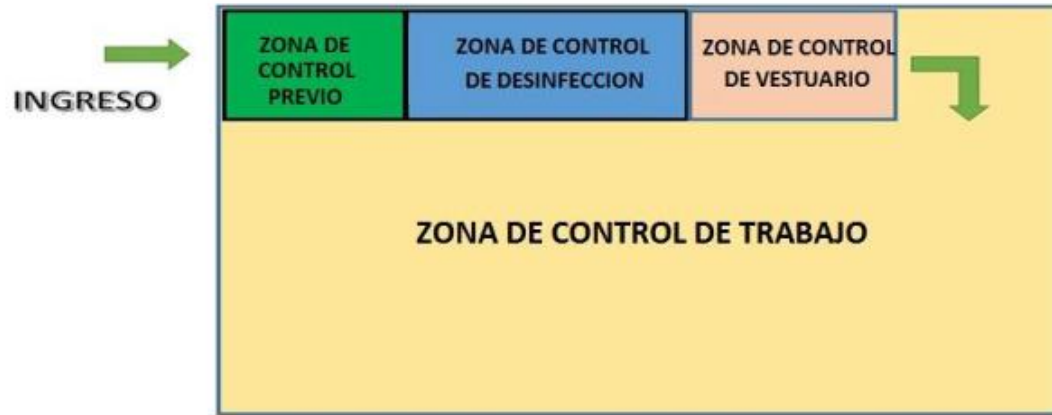 INGRESO
ZONA DE
CONTROL
PREVIO
ZONA DE CONTROL
DE DESINFECCION
ZONA DE CONTROL
DE VESTUARIO
ZONA DE CONTROL DE TRABAJO